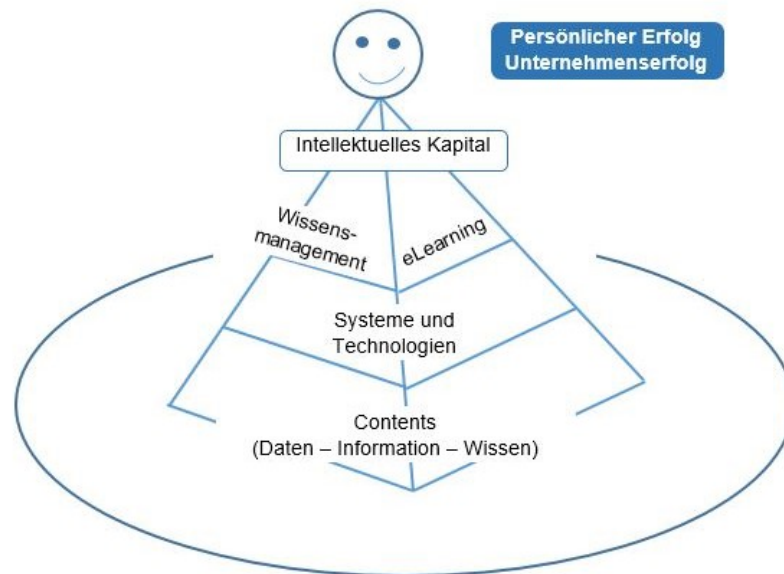 Persönlicher Erfolg
Unternehmenserfolg
Intellektuelles Kapital
Wissens-
management
eLearning
Systeme und
Technologien
Contents
(Daten – Information – Wissen)